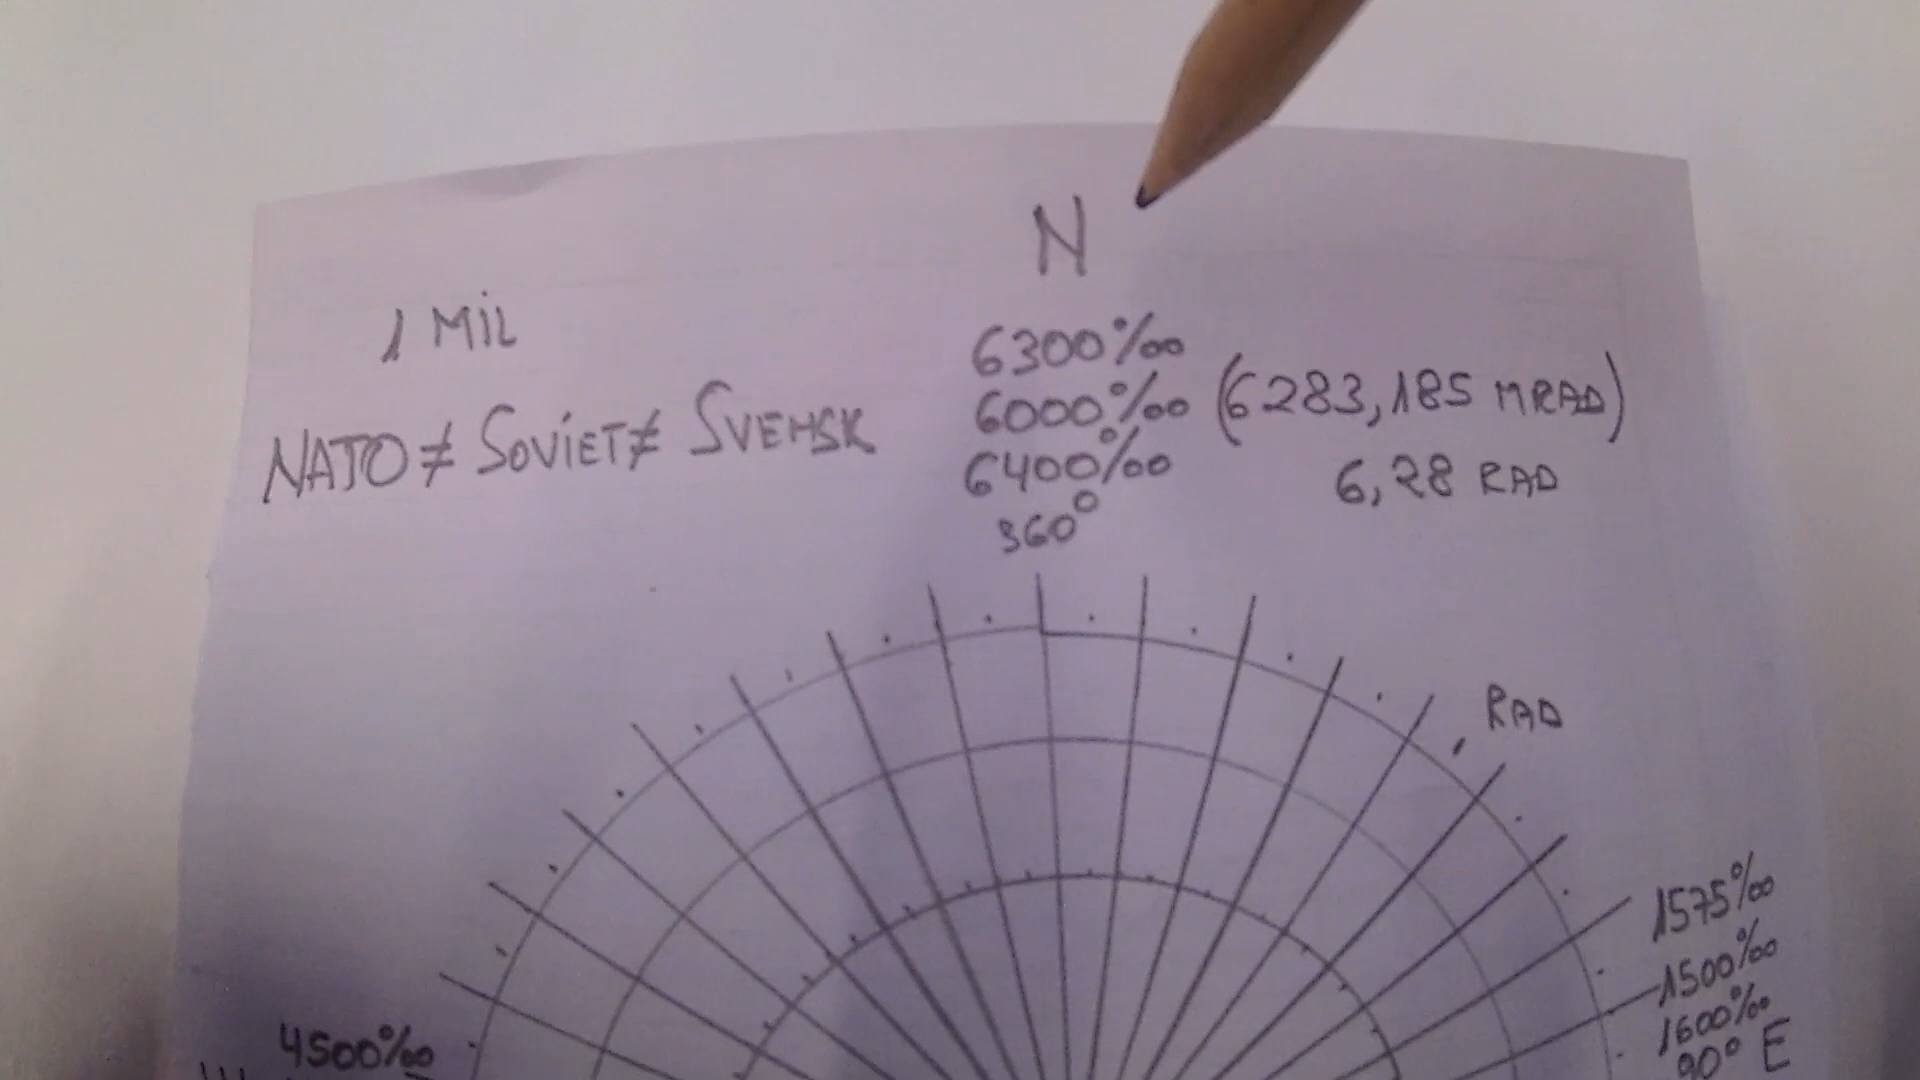 N
1 MIL
NATO ≠ SOVIET ≠ SVENSK
6300‰
6000‰ (6283,185 MRAD)
6400‰ 6,28 RAD
360°
RAD
1575‰
1500‰
1600‰
90° E
4500‰